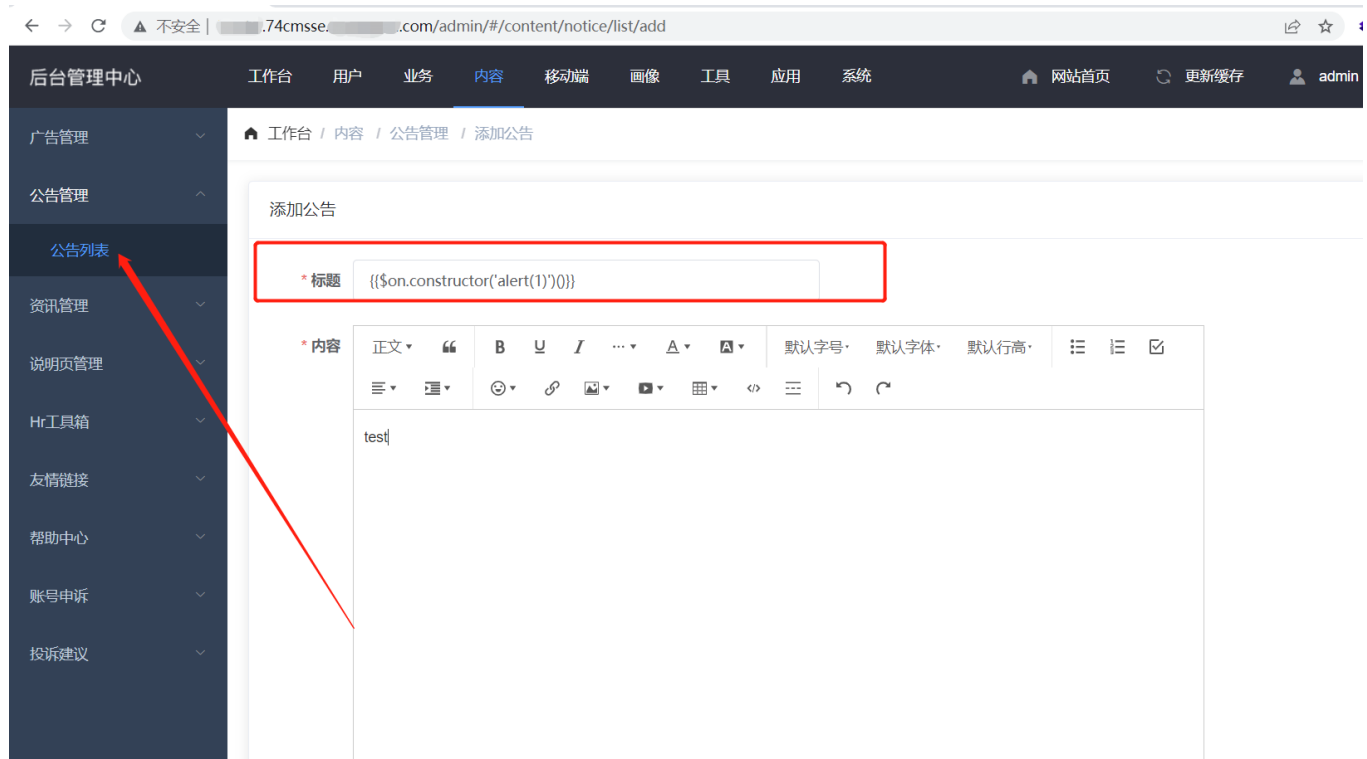 不安全 | .74cmsse. .com/admin/#/content/notice/list/add
后台管理中心 工作台 用户 业务 内容 移动端 画像 工具 应用 系统 网站首页 更新缓存 admin
广告管理
工作台 / 内容 / 公告管理 / 添加公告
公告管理
添加公告
公告列表
* 标题 {{$on.constructor('alert(1)')()}}
资讯管理
* 内容 正文 B U I ... A A 默认字号 默认字体 默认行高
说明页管理
</>
Hr工具箱
test
友情链接
帮助中心
账号申诉
投诉建议